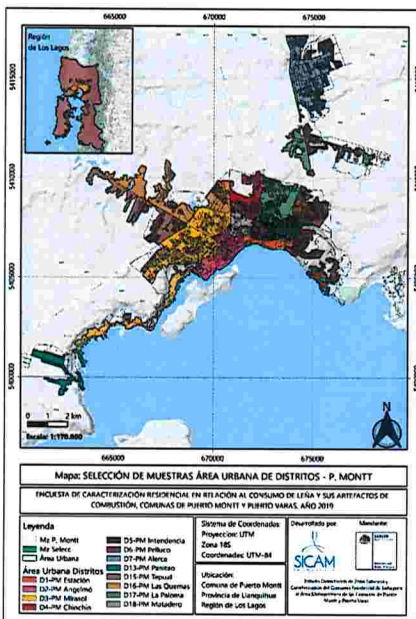 665000 670000 675000
Región
de Los Lagos
P. Montt
5415000
5410000
5405000
5400000
N
0 1 2 km
Escala: 1:170.000
665000 670000 675000
Mapa: SELECCIÓN DE MUESTRAS ÁREA URBANA DE DISTRITOS - P. MONTT
ENCUESTA DE CARACTERIZACIÓN RESIDENCIAL EN RELACIÓN AL CONSUMO DE LEÑA Y SUS ARTEFACTOS DE
COMBUSTIÓN, COMUNAS DE PUERTO MONTT Y PUERTO VARAS, AÑO 2019
Leyenda
Mz P. Montt
Mz Selecc
Área Urbana
Área Urbana Distritos
D1-PM Estación
D2-PM Angelmó
D3-PM Mirasol
D4-PM Chinchin
D5-PM Intendencia
D6-PM Pelluco
D7-PM Alerce
D13-PM Panitao
D15-PM Tepual
D16-PM Las Quemas
D17-PM La Paloma
D18-PM Matadero
Sistema de Coordenadas
Proyección: UTM
Zona 18S
Coordenadas: UTM-84
Ubicación:
Comuna de Puerto Montt
Provincia de Llanquihue
Región de Los Lagos
Desarrollado por:
Mandante:
SICAM